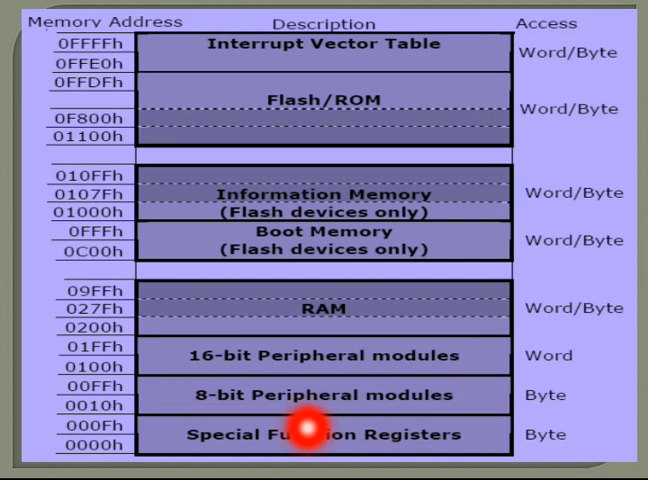 Memory Address Description Access
0FFFFh Interrupt Vector Table
Word/Byte
0FFE0h
0FFDFh
Flash/ROM Word/Byte
0F800h
01100h
010FFh
0107Fh Information Memory Word/Byte
01000h (Flash devices only)
0FFFh Boot Memory
Word/Byte
0C00h (Flash devices only)
09FFh
027Fh RAM Word/Byte
0200h
01FFh
16-bit Peripheral modules Word
0100h
00FFh
8-bit Peripheral modules Byte
0010h
000Fh
Special Function Registers Byte
0000h